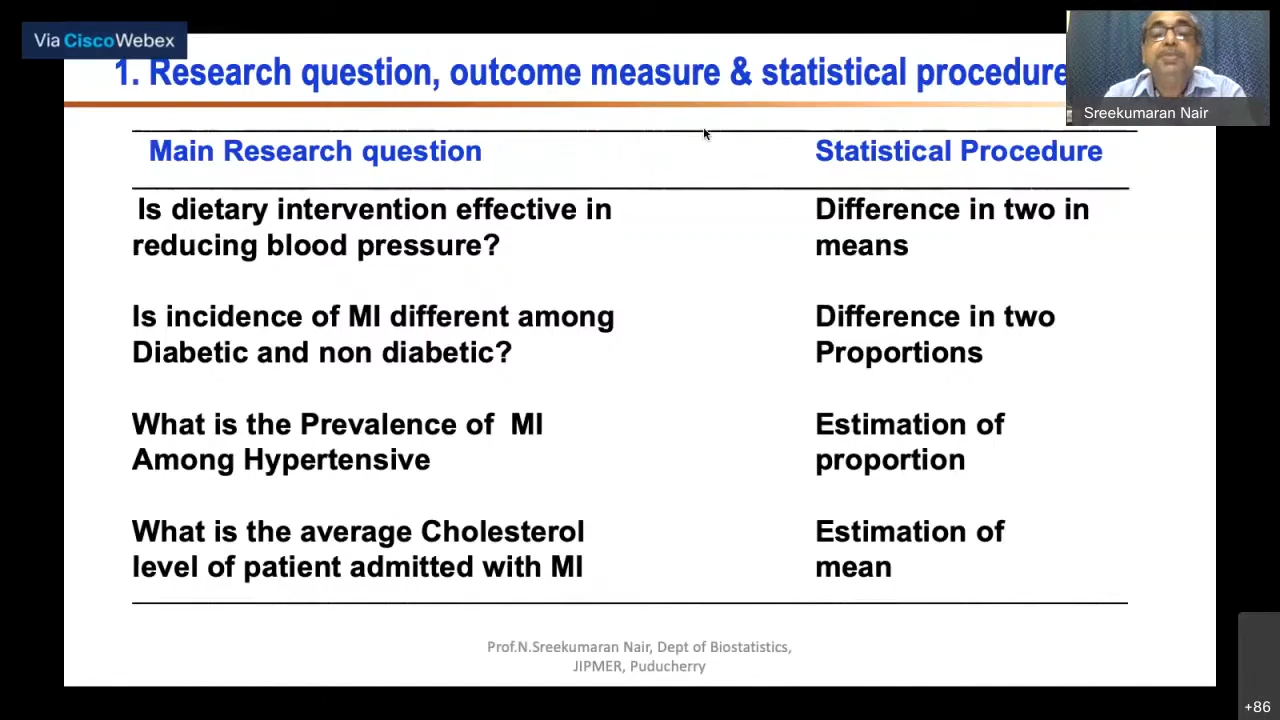 Via CiscoWebex
1. Research question, outcome measure & statistical procedure
Sreekumaran Nair
Main Research question
Statistical Procedure
Is dietary intervention effective in
reducing blood pressure?
Difference in two in
means
Is incidence of MI different among
Diabetic and non diabetic?
Difference in two
Proportions
What is the Prevalence of MI
Among Hypertensive
Estimation of
proportion
What is the average Cholesterol
level of patient admitted with MI
Estimation of
mean
Prof.N.Sreekumaran Nair, Dept of Biostatistics,
JIPMER, Puducherry
+86